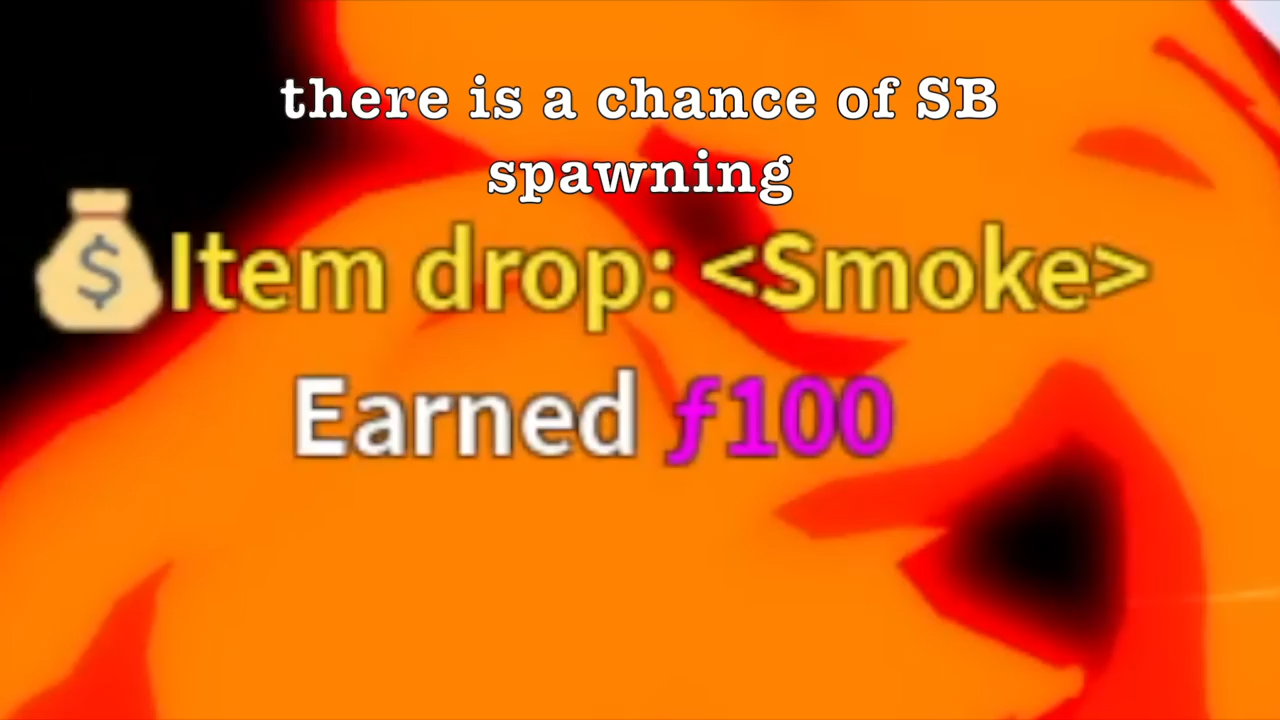 there is a chance of SB
spawning
Item drop: <Smoke>
Earned ƒ100